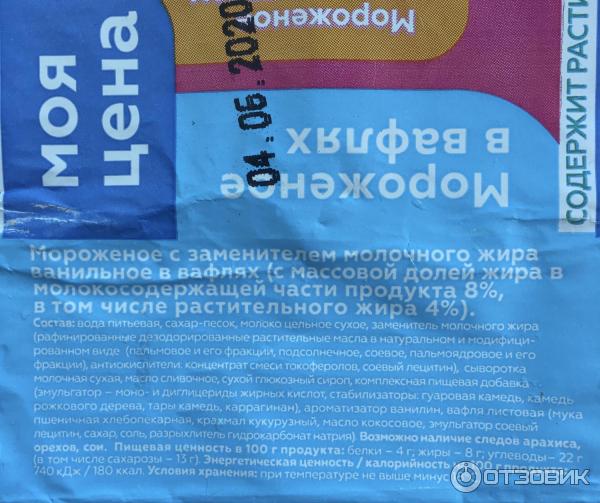 МОЯ
цена
Мороженое
04.06.2020
СОДЕРЖИТ РАСТИ
Мороженое
в вафлях
Мороженое с заменителем молочного жира
ванильное в вафлях (с массовой долей жира в
молокосодержащей части продукта 8%,
в том числе растительного жира 4%).
Состав: вода питьевая, сахар-песок, молоко цельное сухое, заменитель молочного жира
(рафинированные дезодорированные растительные масла в натуральном и модифици-
рованном виде (пальмовое и его фракции, подсолнечное, соевое, пальмоядровое и его
фракции), антиокислители: концентрат смеси токоферолов, соевый лецитин), сыворотка
молочная сухая, масло сливочное, сухой глюкозный сироп, комплексная пищевая добавка
(эмульгатор – моно- и диглицериды жирных кислот, стабилизаторы: гуаровая камедь, камедь
рожкового дерева, тары камедь, каррагинан), ароматизатор ванилин, вафля листовая (мука
пшеничная хлебопекарная, крахмал кукурузный, масло кокосовое, эмульгатор соевый
лецитин, сахар, соль, разрыхлитель гидрокарбонат натрия). Возможно наличие следов арахиса,
орехов, сои. Пищевая ценность в 100 г продукта: белки – 4 г; жиры – 8 г; углеводы– 22 г
(в том числе сахарозы – 13 г). Энергетическая ценность / калорийность 100 г продукта
740 кДж / 180 ккал. Условия хранения: при температуре не выше минус
ОТЗОВИК